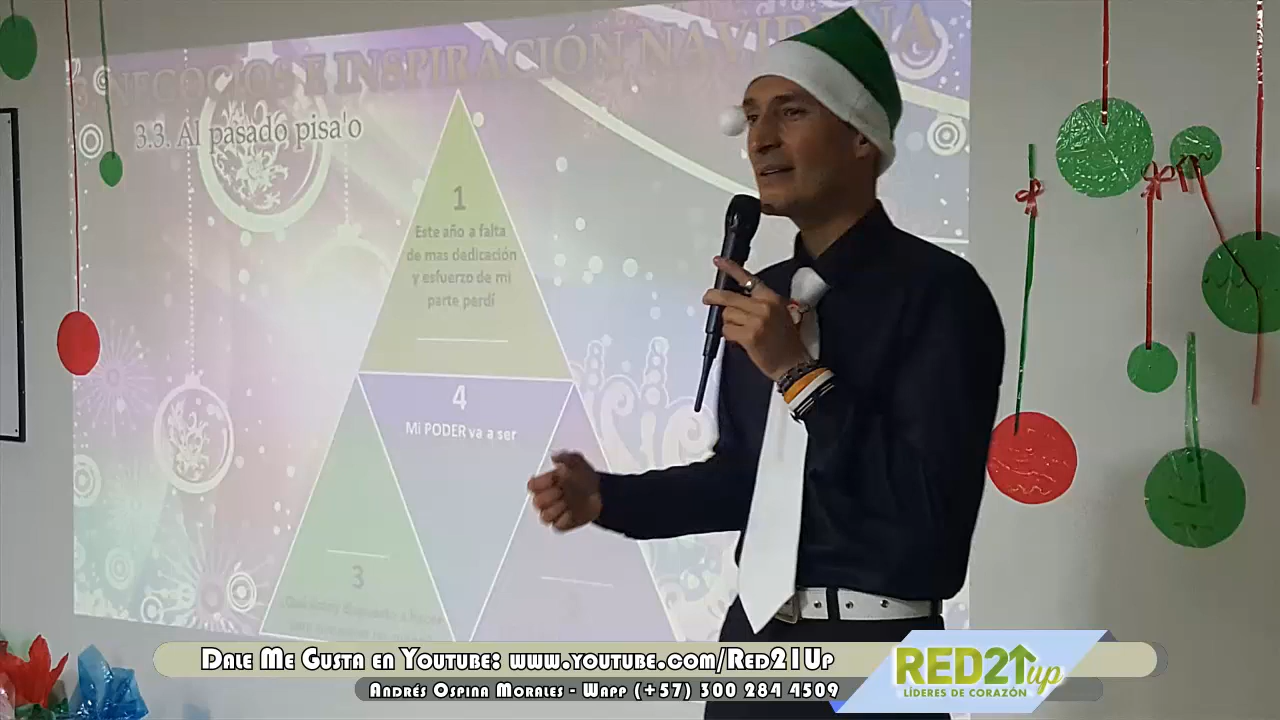 NEGOCIOS E INSPIRACIÓN NAVIDEÑA
3.3. Al pasado pisa'o
1
Este año a falta
de mas dedicación
y esfuerzo de mi
parte perdí
4
Mi PODER va a ser
3
Dale Me Gusta en Youtube: www.youtube.com/Red21Up
Andrés Ospina Morales - Wapp (+57) 300 284 4509
RED21up
LÍDERES DE CORAZÓN